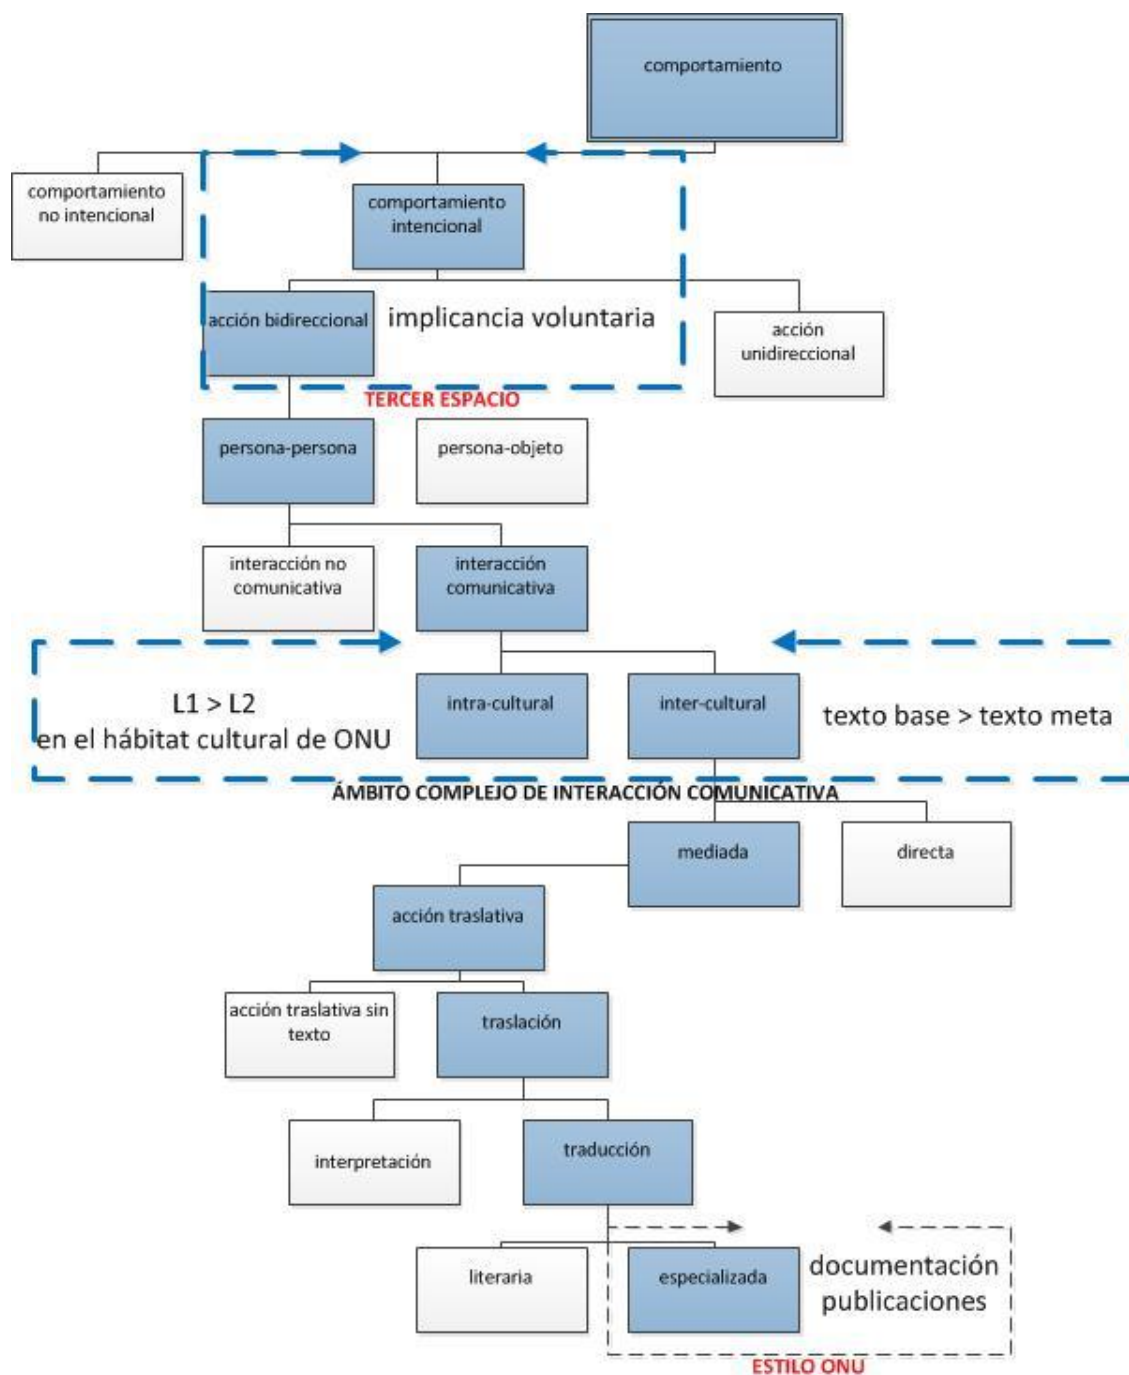 comportamiento
comportamiento
no intencional
comportamiento
intencional
acción bidireccional
implicancia voluntaria
acción
unidireccional
TERCER ESPACIO
persona-persona
persona-objeto
interacción no
comunicativa
interacción
comunicativa
L1 > L2
en el hábitat cultural de ONU
intra-cultural
inter-cultural
texto base > texto meta
ÁMBITO COMPLEJO DE INTERACCIÓN COMUNICATIVA
mediada
directa
acción traslativa
acción traslativa sin
texto
traslación
interpretación
traducción
literaria
especializada
documentación
publicaciones
ESTILO ONU